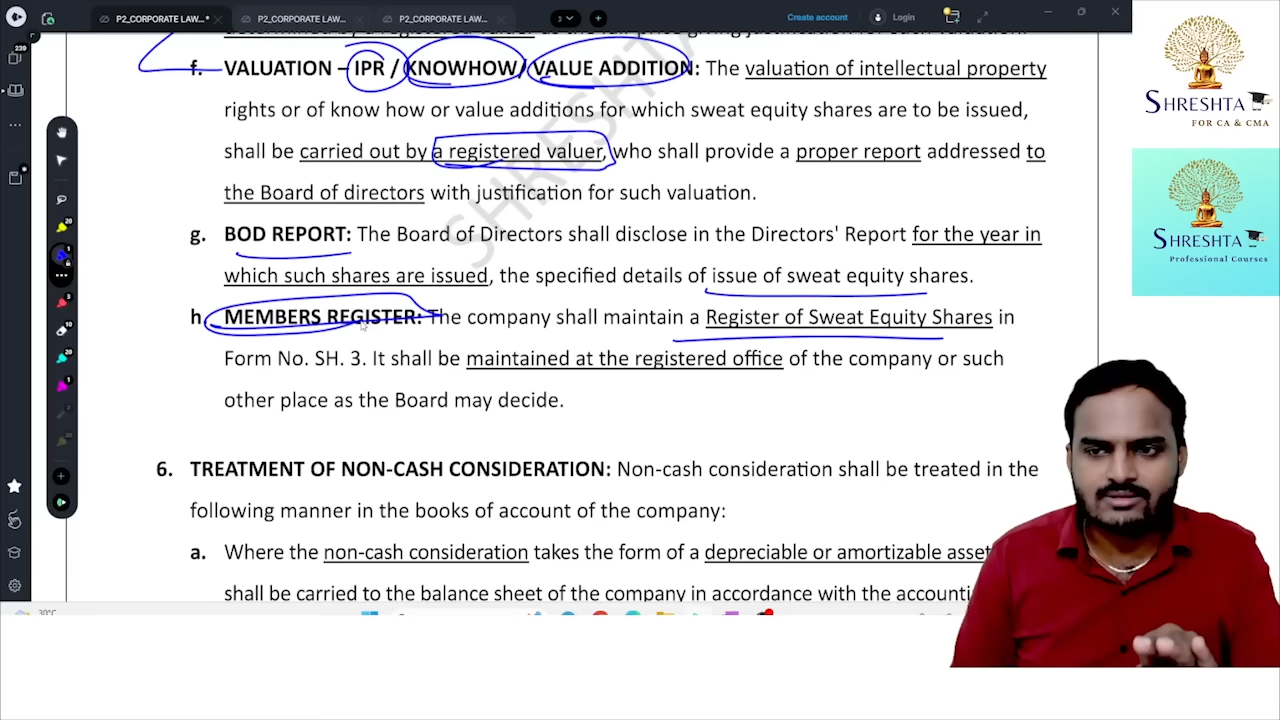 P2_CORPORATE LAW...* P2_CORPORATE LAW... P2_CORPORATE LAW... 3 Create account Login
f. VALUATION – IPR / KNOWHOW/ VALUE ADDITION: The valuation of intellectual property
rights or of know how or value additions for which sweat equity shares are to be issued,
shall be carried out by a registered valuer, who shall provide a proper report addressed to
the Board of directors with justification for such valuation.
g. BOD REPORT: The Board of Directors shall disclose in the Directors' Report for the year in
which such shares are issued, the specified details of issue of sweat equity shares.
h MEMBERS REGISTER: The company shall maintain a Register of Sweat Equity Shares in
Form No. SH. 3. It shall be maintained at the registered office of the company or such
other place as the Board may decide.
6. TREATMENT OF NON-CASH CONSIDERATION: Non-cash consideration shall be treated in the
following manner in the books of account of the company:
a. Where the non-cash consideration takes the form of a depreciable or amortizable asset
shall be carried to the balance sheet of the company in accordance with the accounti
30°C
SHRESHTA
SHRESHTA
FOR CA & CMA
SHRESHTA
Professional Courses